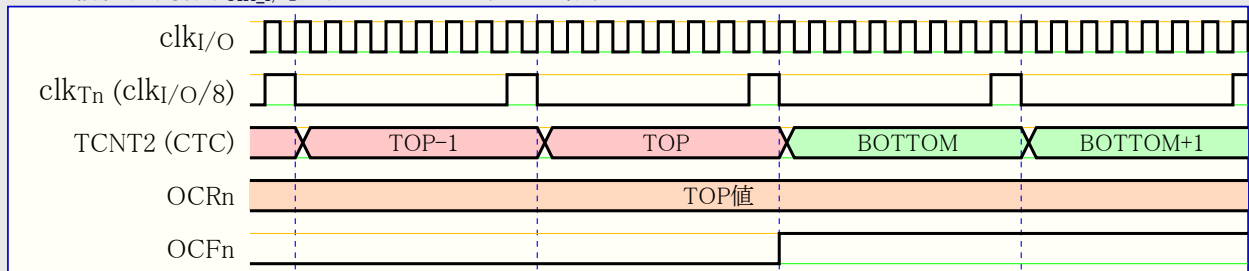 clkI/O
clkTn (clkI/O/8)
TCNT2 (CTC) TOP-1 TOP BOTTOM BOTTOM+1
OCRn TOP値
OCFn